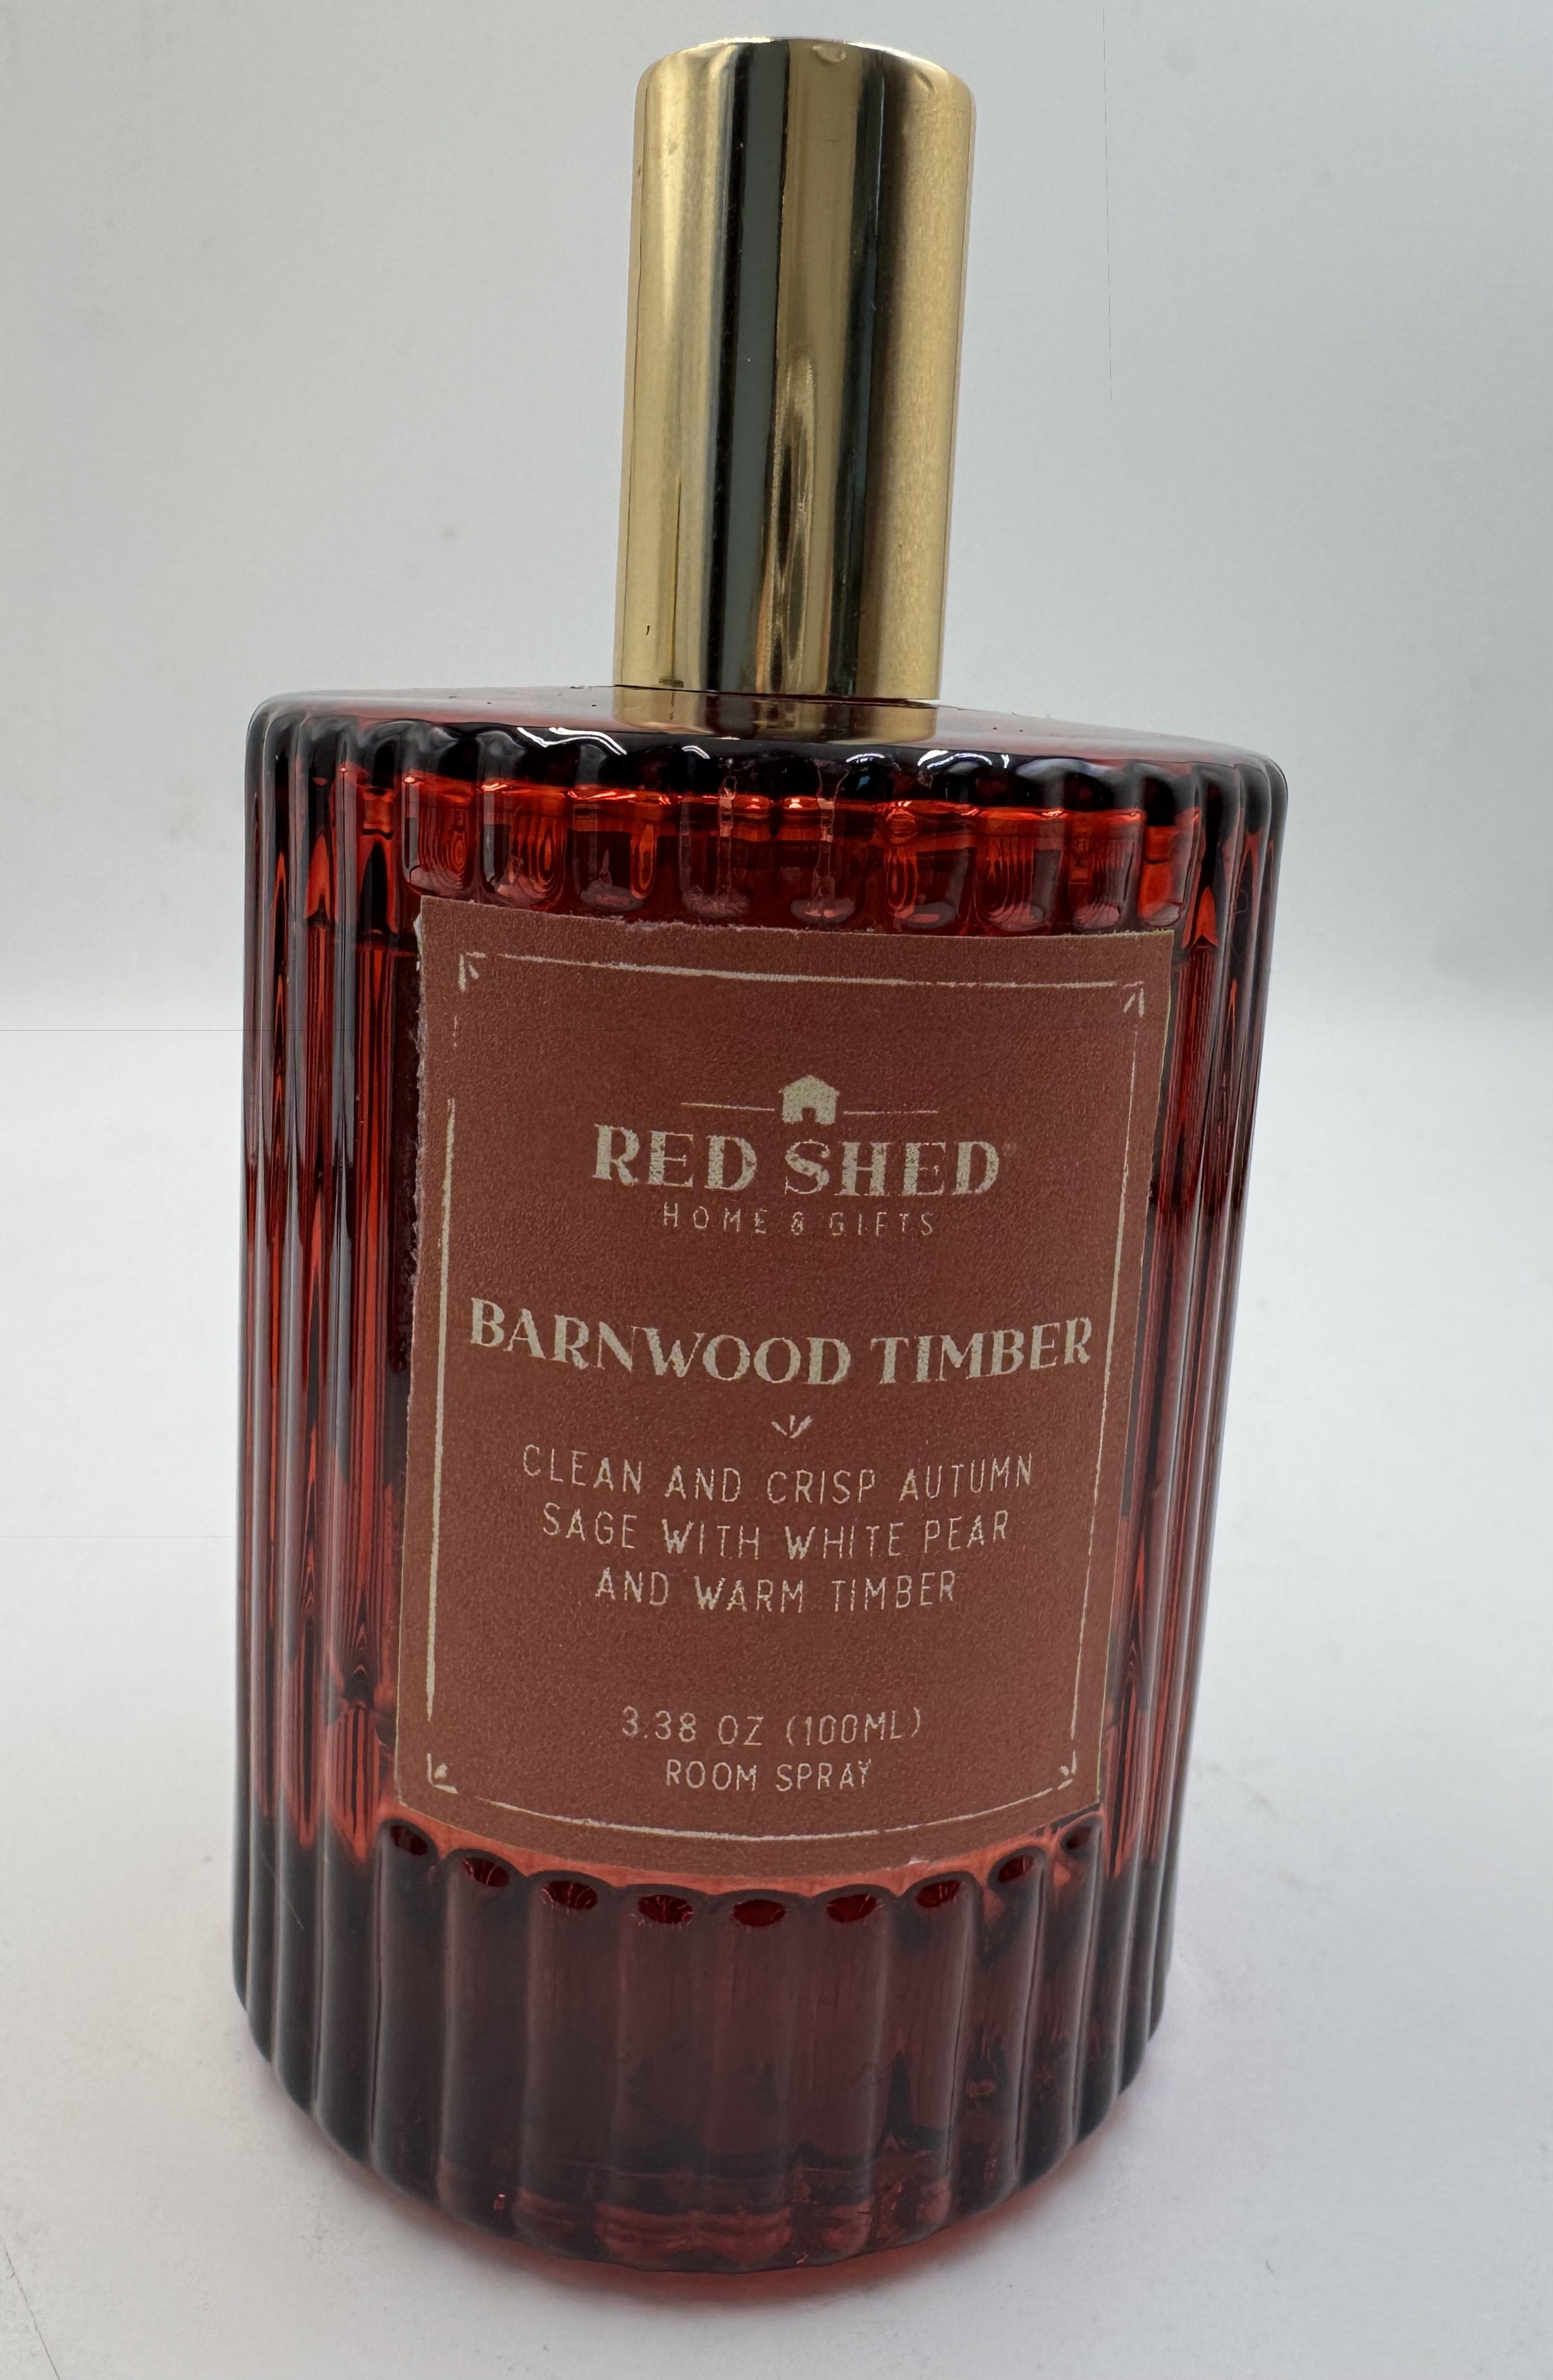 RED SHED®
HOME & GIFTS
BARNWOOD TIMBER
CLEAN AND CRISP AUTUMN
SAGE WITH WHITE PEAR
AND WARM TIMBER
3.38 OZ (100ML)
ROOM SPRAY